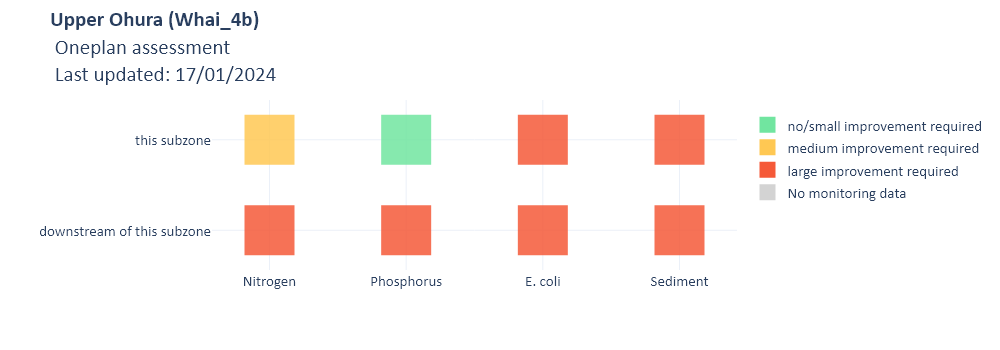 Upper Ohura (Whai_4b)
Oneplan assessment
Last updated: 17/01/2024
this subzone
downstream of this subzone
Nitrogen
Phosphorus
E. coli
Sediment
no/small improvement required
medium improvement required
large improvement required
No monitoring data